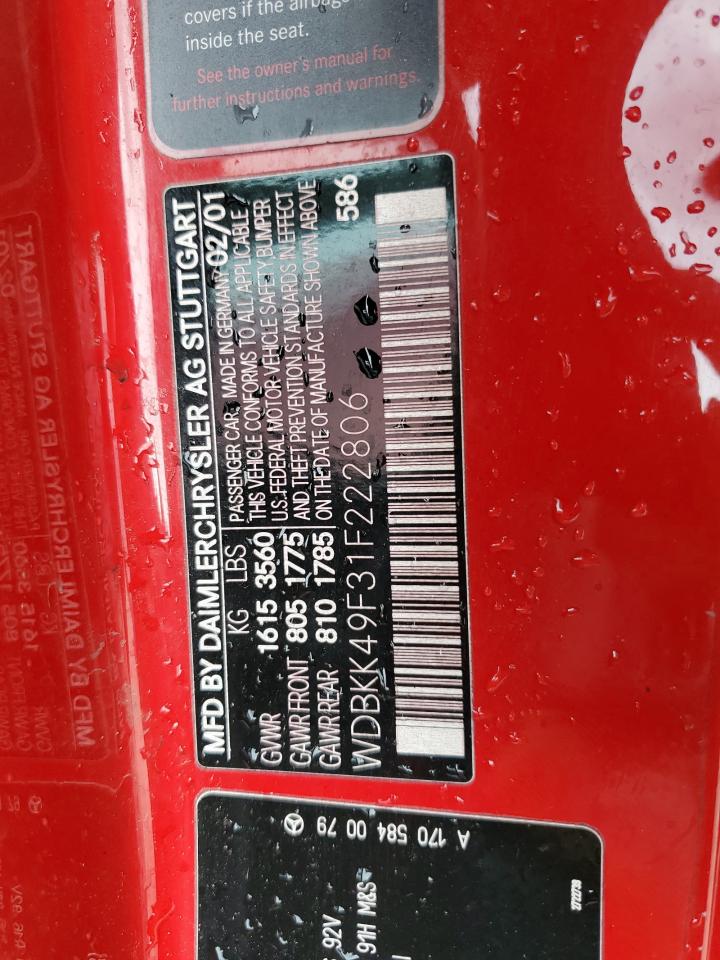 covers if the airbag
inside the seat.
See the owner's manual for
further instructions and warnings.
MFD BY DAIMLERCHRYSLER AG STUTTGART
KG LBS
GVWR 1615 3560
GAWR FRONT 805 1775
GAWR REAR 810 1785
PASSENGER CAR - MADE IN GERMANY 02/01
THIS VEHICLE CONFORMS TO ALL APPLICABLE
U.S. FEDERAL MOTOR VEHICLE SAFETY BUMPER
AND THEFT PREVENTION STANDARDS IN EFFECT
ON THE DATE OF MANUFACTURE SHOWN ABOVE
WDBKK49F31F222806 586
A 170 584 00 79
92V
91H M&S